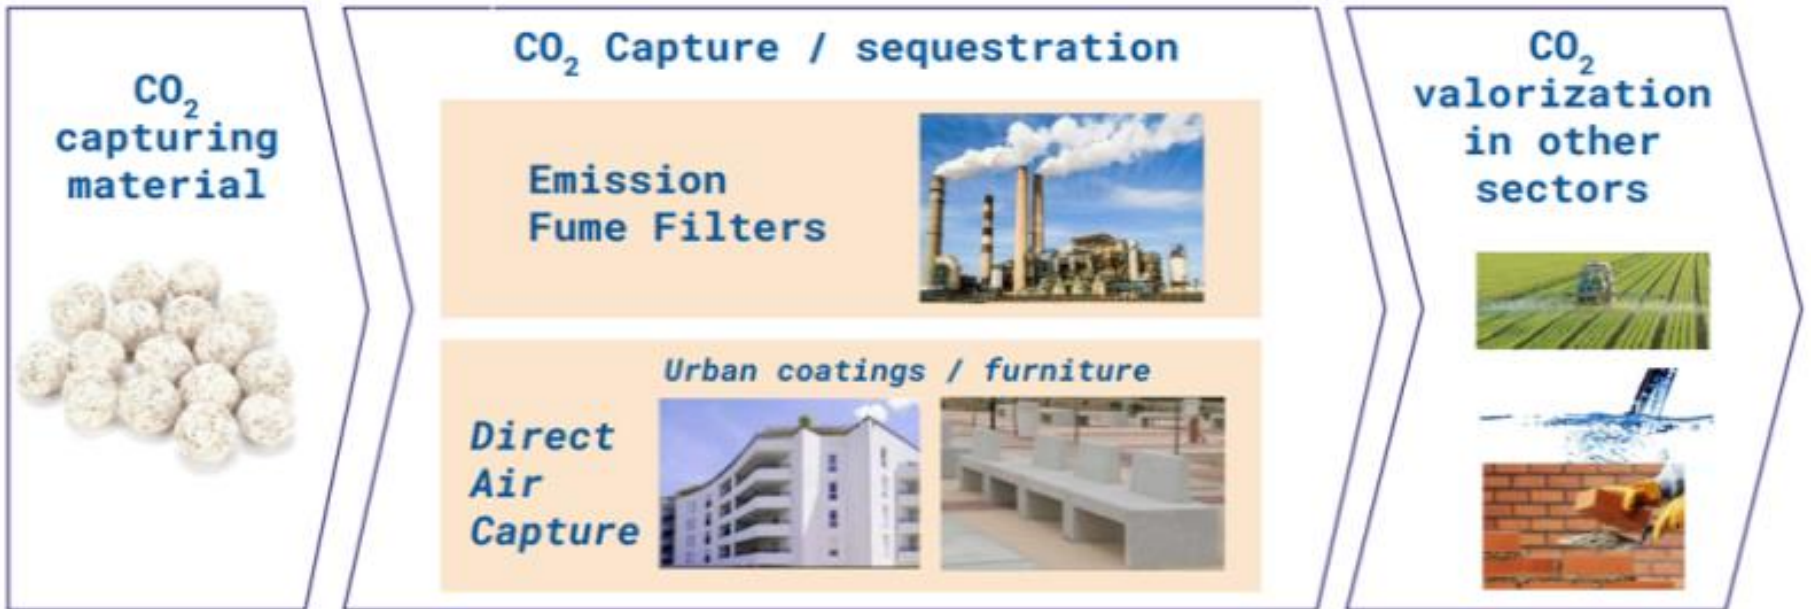 CO₂
capturing
material
CO₂ Capture / sequestration
Emission
Fume Filters
Urban coatings / furniture
Direct
Air
Capture
CO₂
valorization
in other
sectors